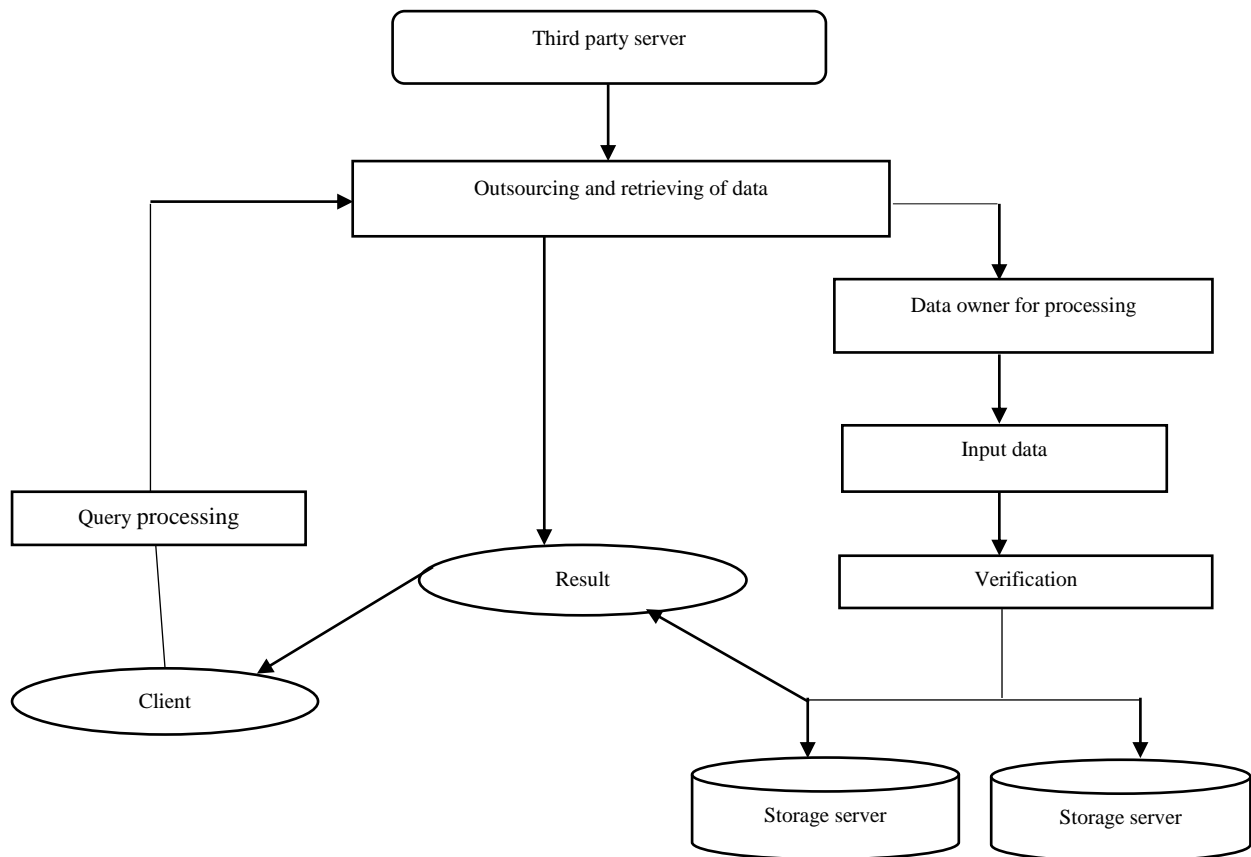 Third party server
Outsourcing and retrieving of data
Data owner for processing
Input data
Query processing
Result
Verification
Client
Storage server
Storage server